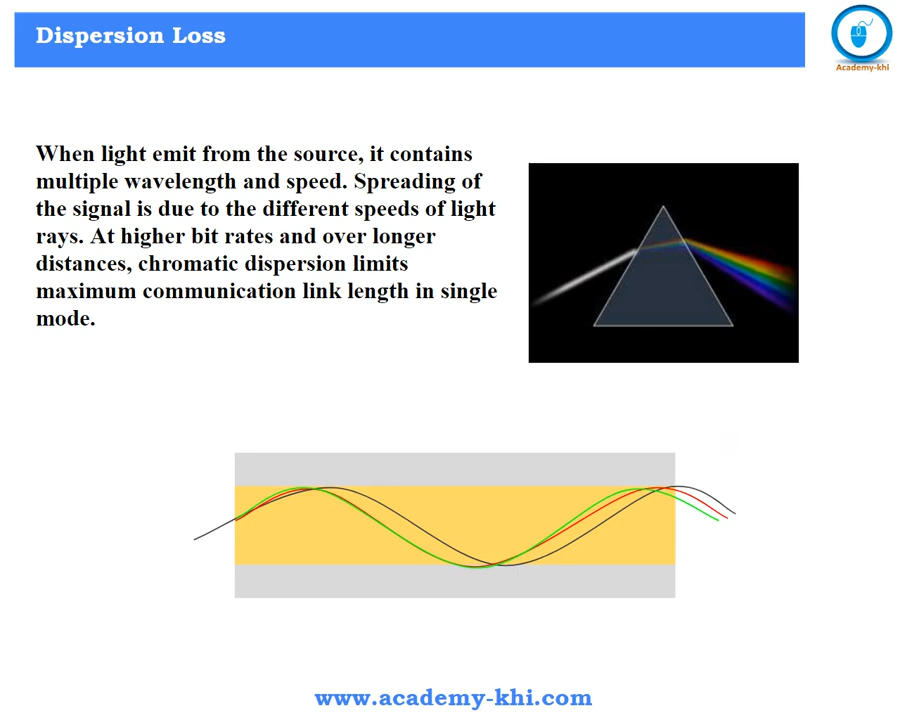 Dispersion Loss
Academy-khi
When light emit from the source, it contains
multiple wavelength and speed. Spreading of
the signal is due to the different speeds of light
rays. At higher bit rates and over longer
distances, chromatic dispersion limits
maximum communication link length in single
mode.
www.academy-khi.com